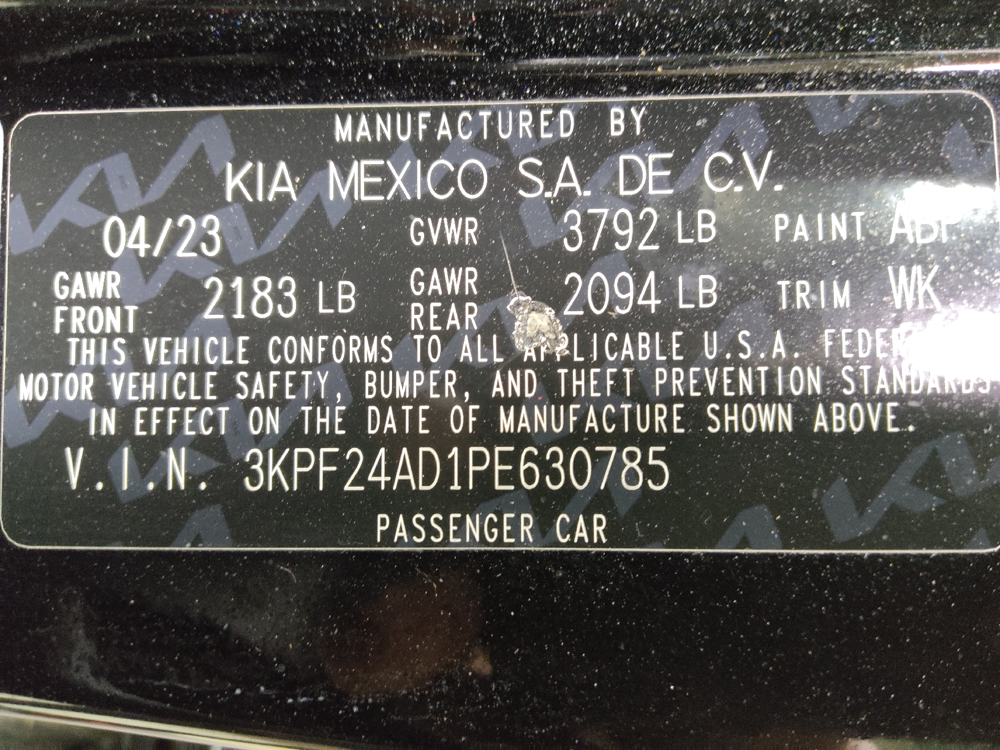 MANUFACTURED BY
KIA MEXICO S.A. DE C.V.
04/23 GVWR 3792 LB PAINT
GAWR FRONT 2183 LB GAWR REAR 2094 LB TRIM WK
THIS VEHICLE CONFORMS TO ALL APPLICABLE U.S.A.
MOTOR VEHICLE SAFETY, BUMPER, AND THEFT PREVENTION STANDARDS
IN EFFECT ON THE DATE OF MANUFACTURE SHOWN ABOVE.
V.I.N. 3KPF24AD1PE630785
PASSENGER CAR